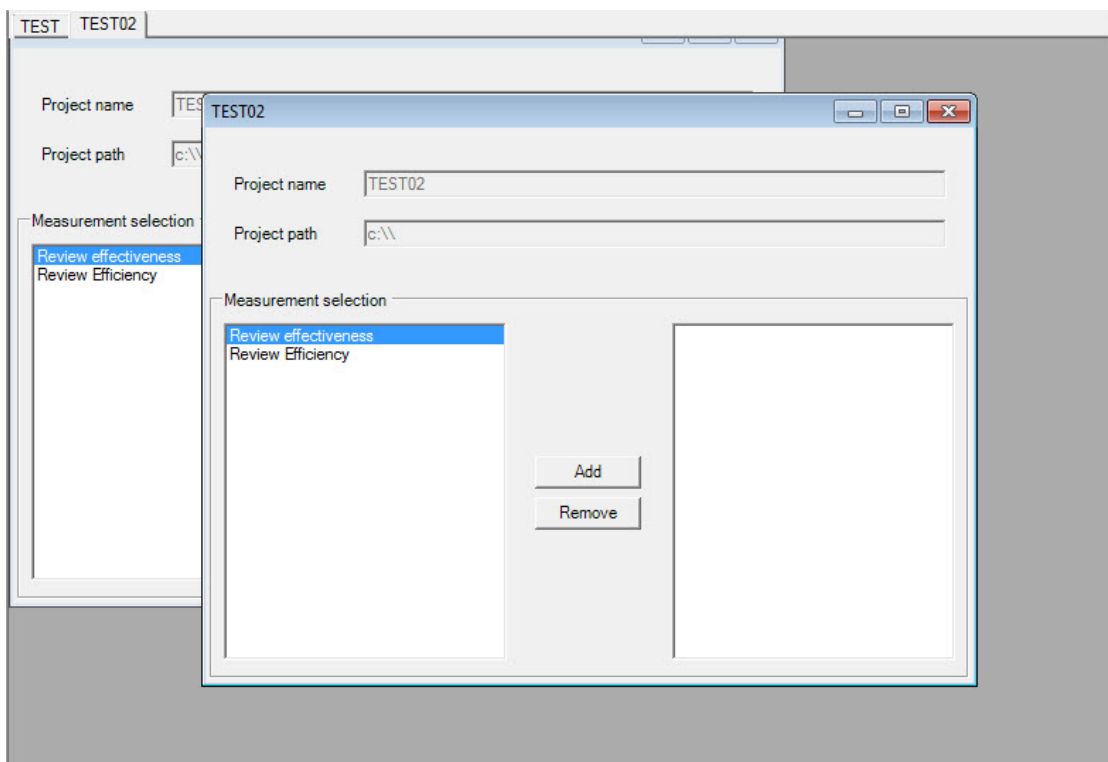 TEST TEST02
Project name TES
Project path c:\\
Measurement selection
Review effectiveness
Review Efficiency
TEST02
Project name TEST02
Project path c:\\
Measurement selection
Review effectiveness
Review Efficiency
Add
Remove